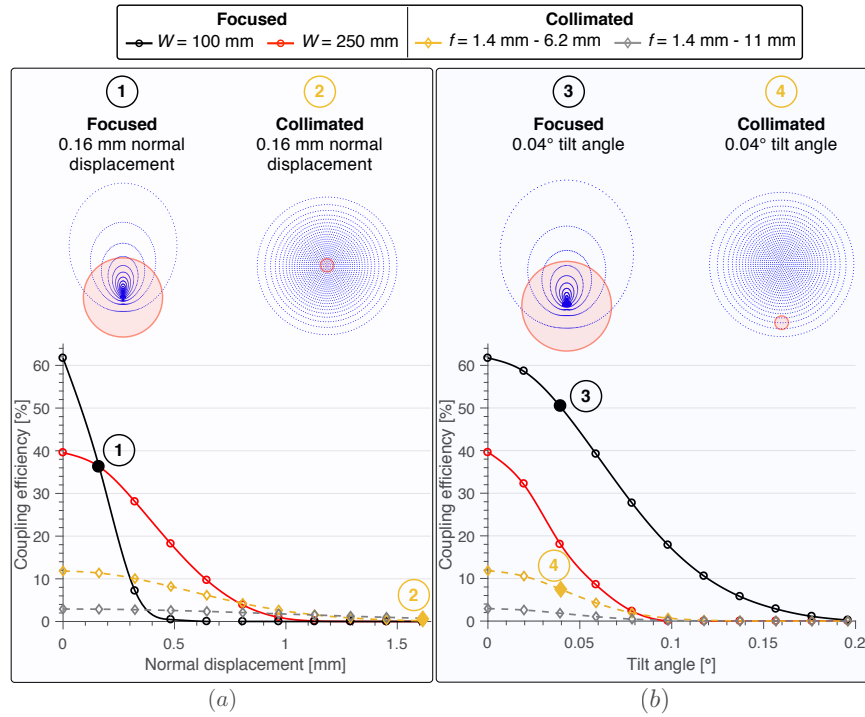 Focused
Collimated
W = 100 mm
W = 250 mm
f = 1.4 mm - 6.2 mm
f = 1.4 mm - 11 mm
1
Focused
0.16 mm normal
displacement
2
Collimated
0.16 mm normal
displacement
60
50
40
30
20
10
0
Coupling efficiency [%]
1
2
0
0.5
1
1.5
Normal displacement [mm]
(a)
3
Focused
0.04° tilt angle
4
Collimated
0.04° tilt angle
60
50
40
30
20
10
0
Coupling efficiency [%]
3
4
0
0.05
0.1
0.15
0.2
Tilt angle [°]
(b)